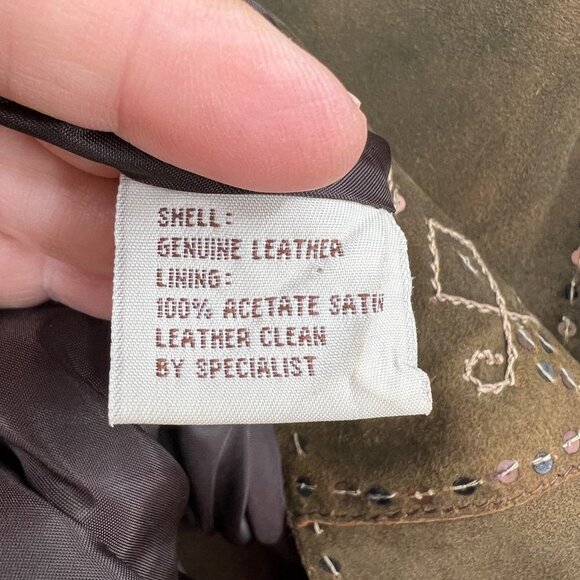 SHELL:
GENUINE LEATHER
LINING:
100% ACETATE SATIN
LEATHER CLEAN
BY SPECIALIST